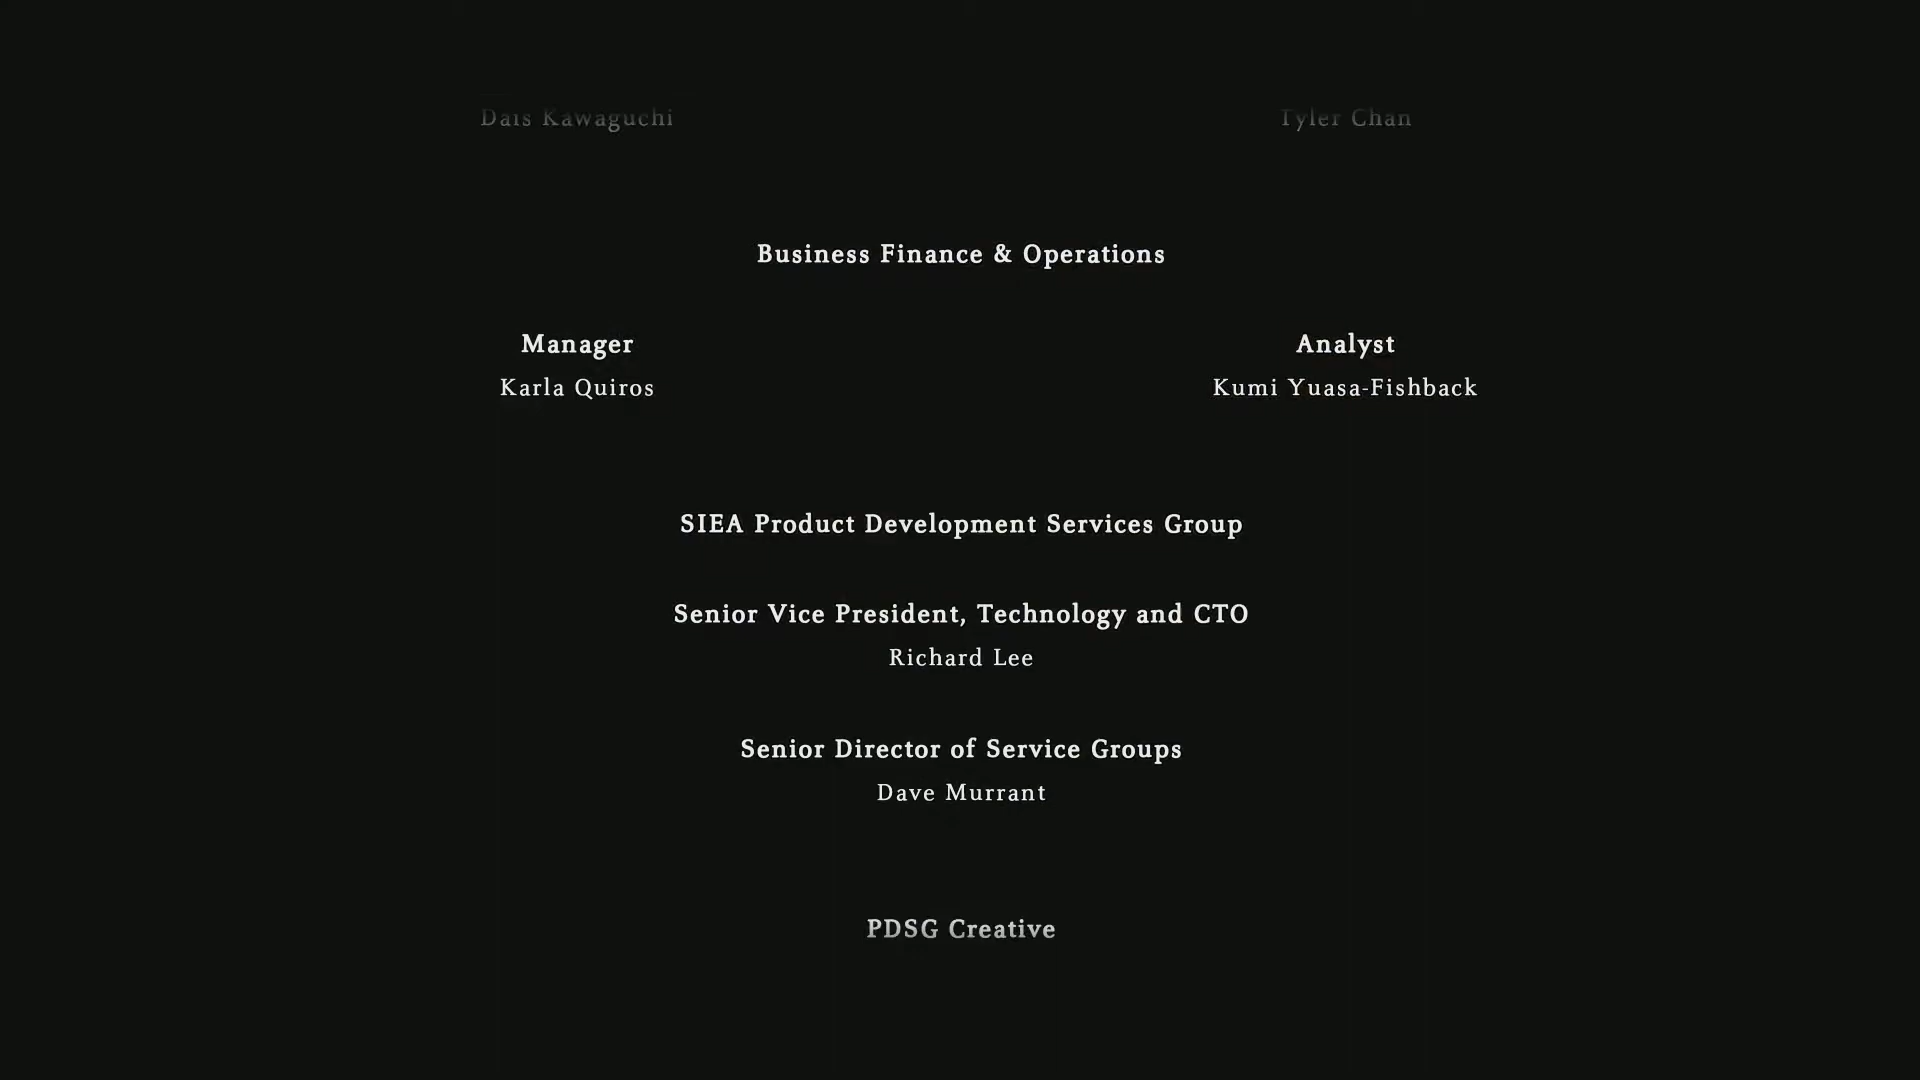 Dais Kawaguchi Tyler Chan
Business Finance & Operations
Manager Analyst
Karla Quiros Kumi Yuasa-Fishback
SIEA Product Development Services Group
Senior Vice President, Technology and CTO
Richard Lee
Senior Director of Service Groups
Dave Murrant
PDSG Creative